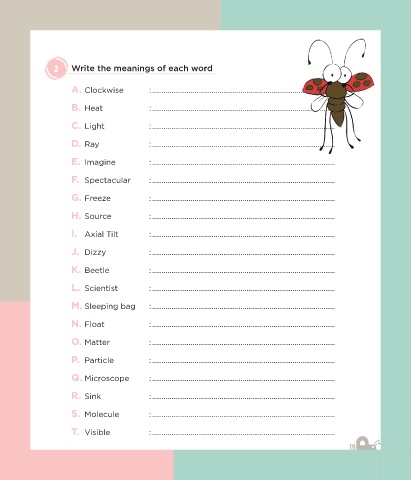 2 Write the meanings of each word
A. Clockwise :
B. Heat :
C. Light :
D. Ray :
E. Imagine :
F. Spectacular :
G. Freeze :
H. Source :
I. Axial Tilt :
J. Dizzy :
K. Beetle :
L. Scientist :
M. Sleeping bag :
N. Float :
O. Matter :
P. Particle :
Q. Microscope :
R. Sink :
S. Molecule :
T. Visible :